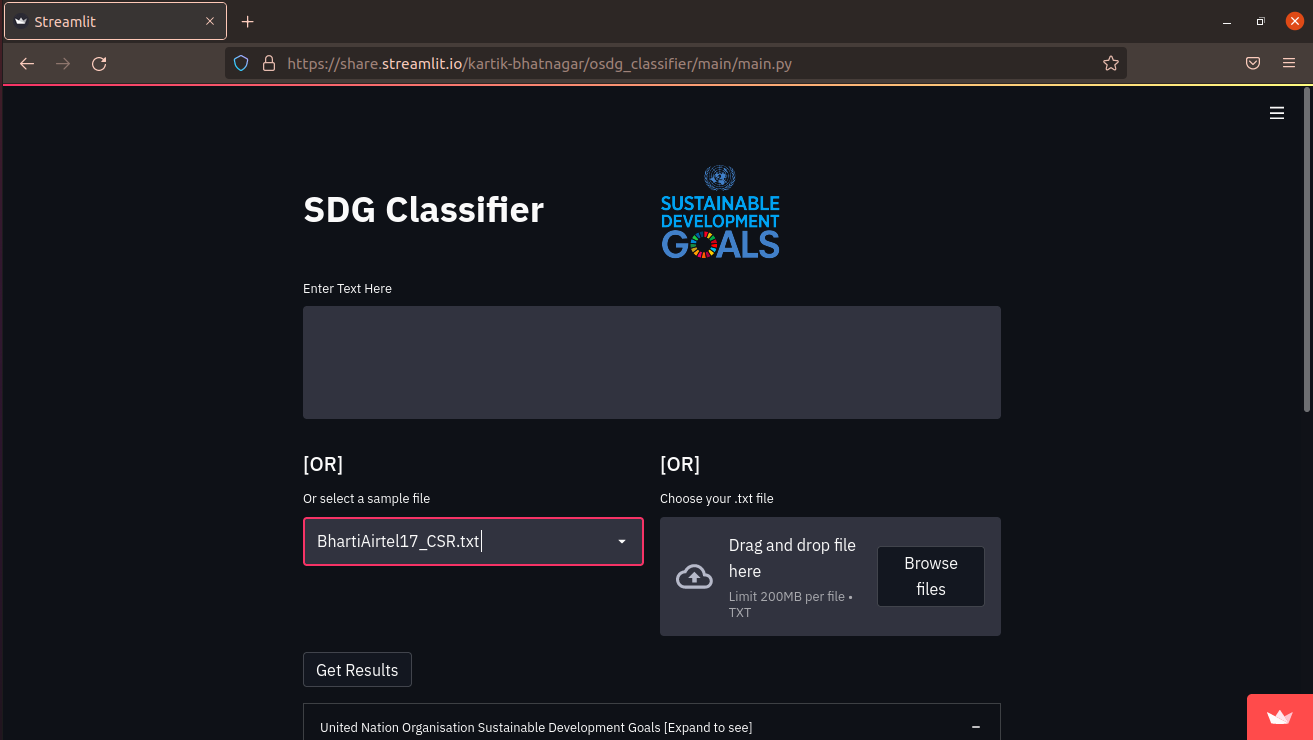 Streamlit
https://share.streamlit.io/kartik-bhatnagar/osdg_classifier/main/main.py
SDG Classifier
SUSTAINABLE
DEVELOPMENT
GOALS
Enter Text Here
[OR]
[OR]
Or select a sample file
Choose your .txt file
BhartiAirtel17_CSR.txt
Drag and drop file
here
Limit 200MB per file •
TXT
Browse
files
Get Results
United Nation Organisation Sustainable Development Goals [Expand to see]